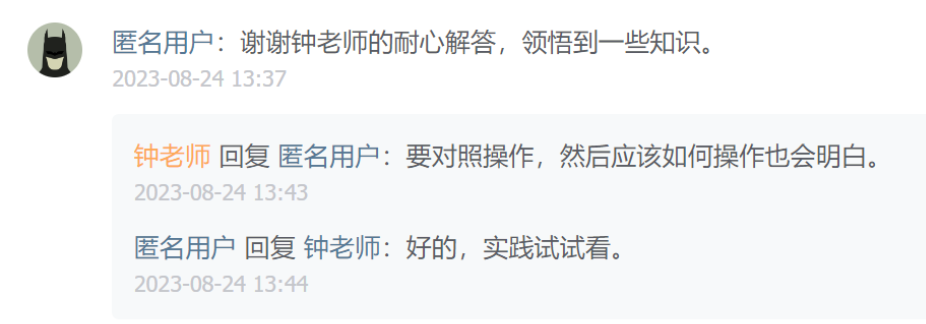 匿名用户：谢谢钟老师的耐心解答，领悟到一些知识。
2023-08-24 13:37
钟老师 回复 匿名用户：要对照操作，然后应该如何操作也会明白。
2023-08-24 13:43
匿名用户 回复 钟老师：好的，实践试试看。
2023-08-24 13:44